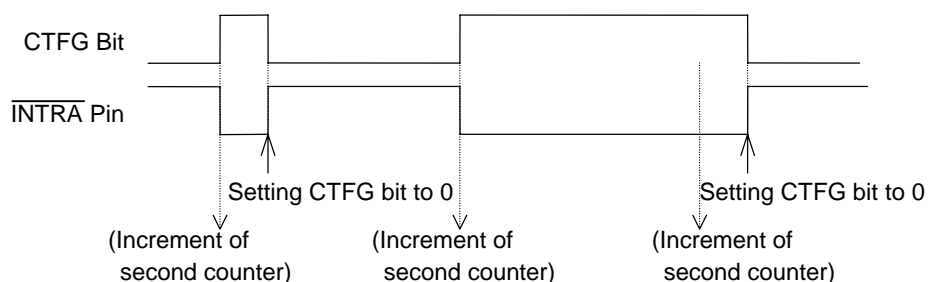 CTFG Bit
INTRA Pin
Setting CTFG bit to 0
Setting CTFG bit to 0
(Increment of
second counter)
(Increment of
second counter)
(Increment of
second counter)